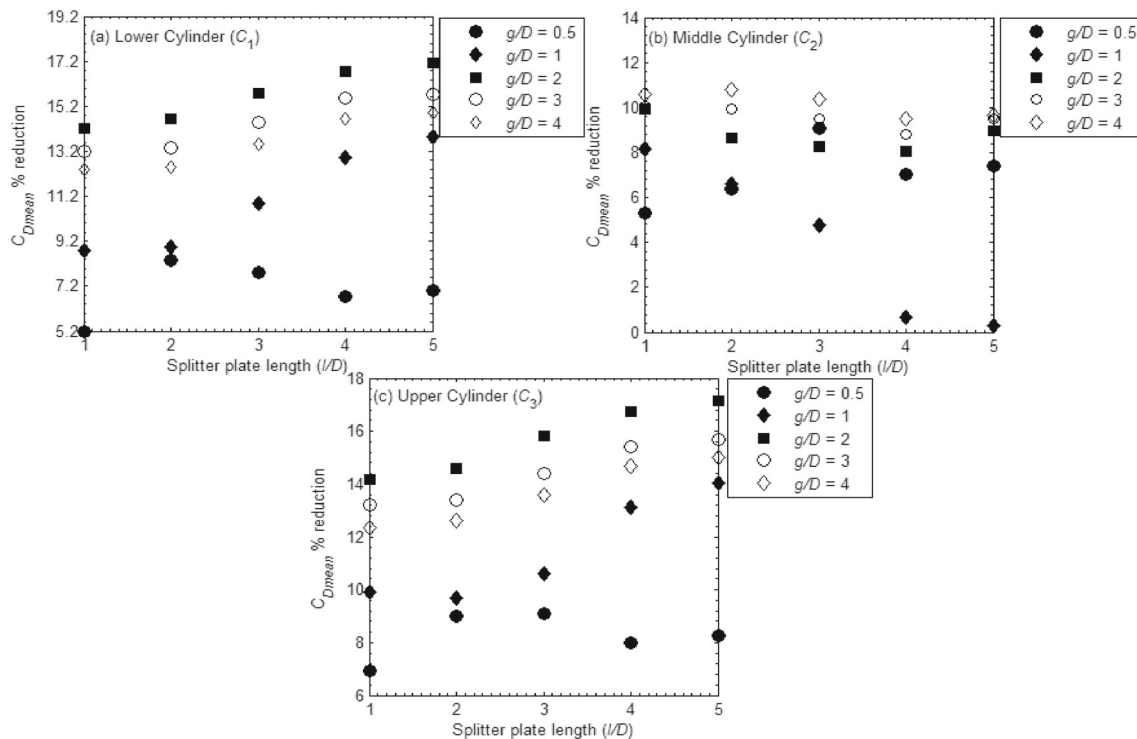 (a) Lower Cylinder (C1)
g/D = 0.5
g/D = 1
g/D = 2
g/D = 3
g/D = 4
19.2
17.2
15.2
13.2
11.2
9.2
7.2
5.2
CDmean % reduction
1 2 3 4 5
Splitter plate length (l/D)
(b) Middle Cylinder (C2)
g/D = 0.5
g/D = 1
g/D = 2
g/D = 3
g/D = 4
14
12
10
8
6
4
2
0
CDmean % reduction
1 2 3 4 5
Splitter plate length (l/D)
(c) Upper Cylinder (C3)
g/D = 0.5
g/D = 1
g/D = 2
g/D = 3
g/D = 4
18
16
14
12
10
8
6
CDmean % reduction
1 2 3 4 5
Splitter plate length (l/D)